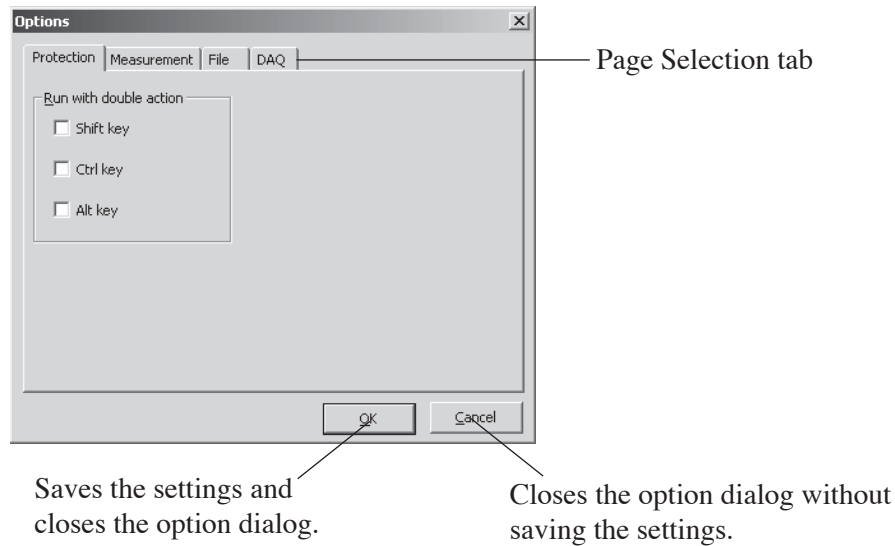 Options
Protection Measurement File DAQ
Page Selection tab
Run with double action
Shift key
Ctrl key
Alt key
OK Cancel
Saves the settings and
closes the option dialog.
Closes the option dialog without
saving the settings.